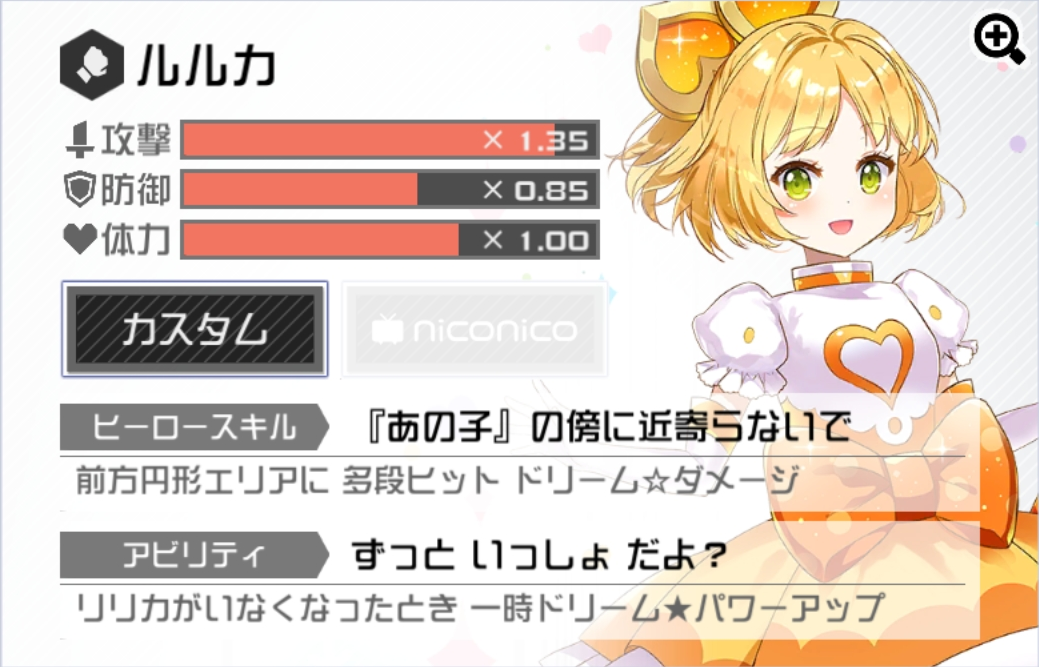 ルルカ
攻撃 × 1.35
防御 × 0.85
体力 × 1.00
カスタム niconico
ヒーロースキル 『あの子』の傍に近寄らないで
前方円形エリアに 多段ヒット ドリーム☆ダメージ
アビリティ ずっと いっしょ だよ？
リリカがいなくなったとき 一時ドリーム★パワーアップ